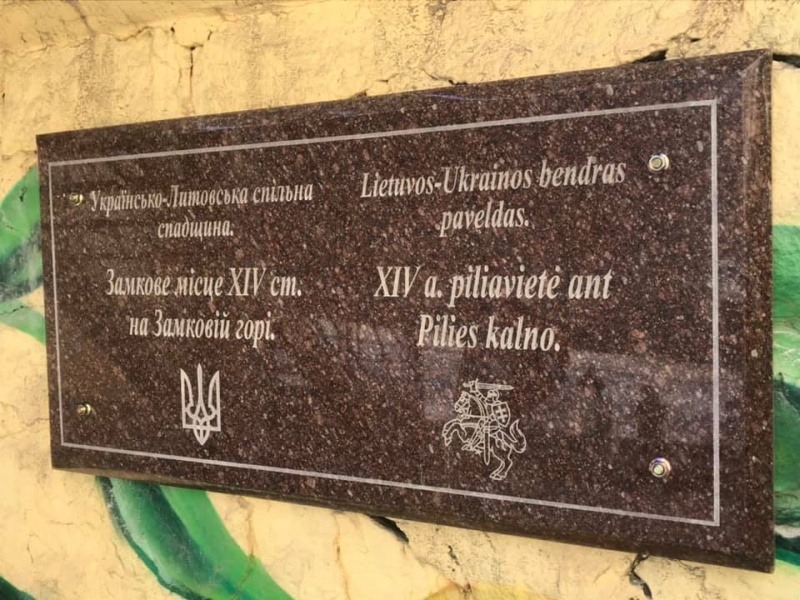 Українсько-Литовська спільна
спадщина.
Замкове місце XIV ст.
на Замковій горі.
Lietuvos-Ukrainos bendras
paveldas.
XIV a. piliavietė ant
Pilies kalno.